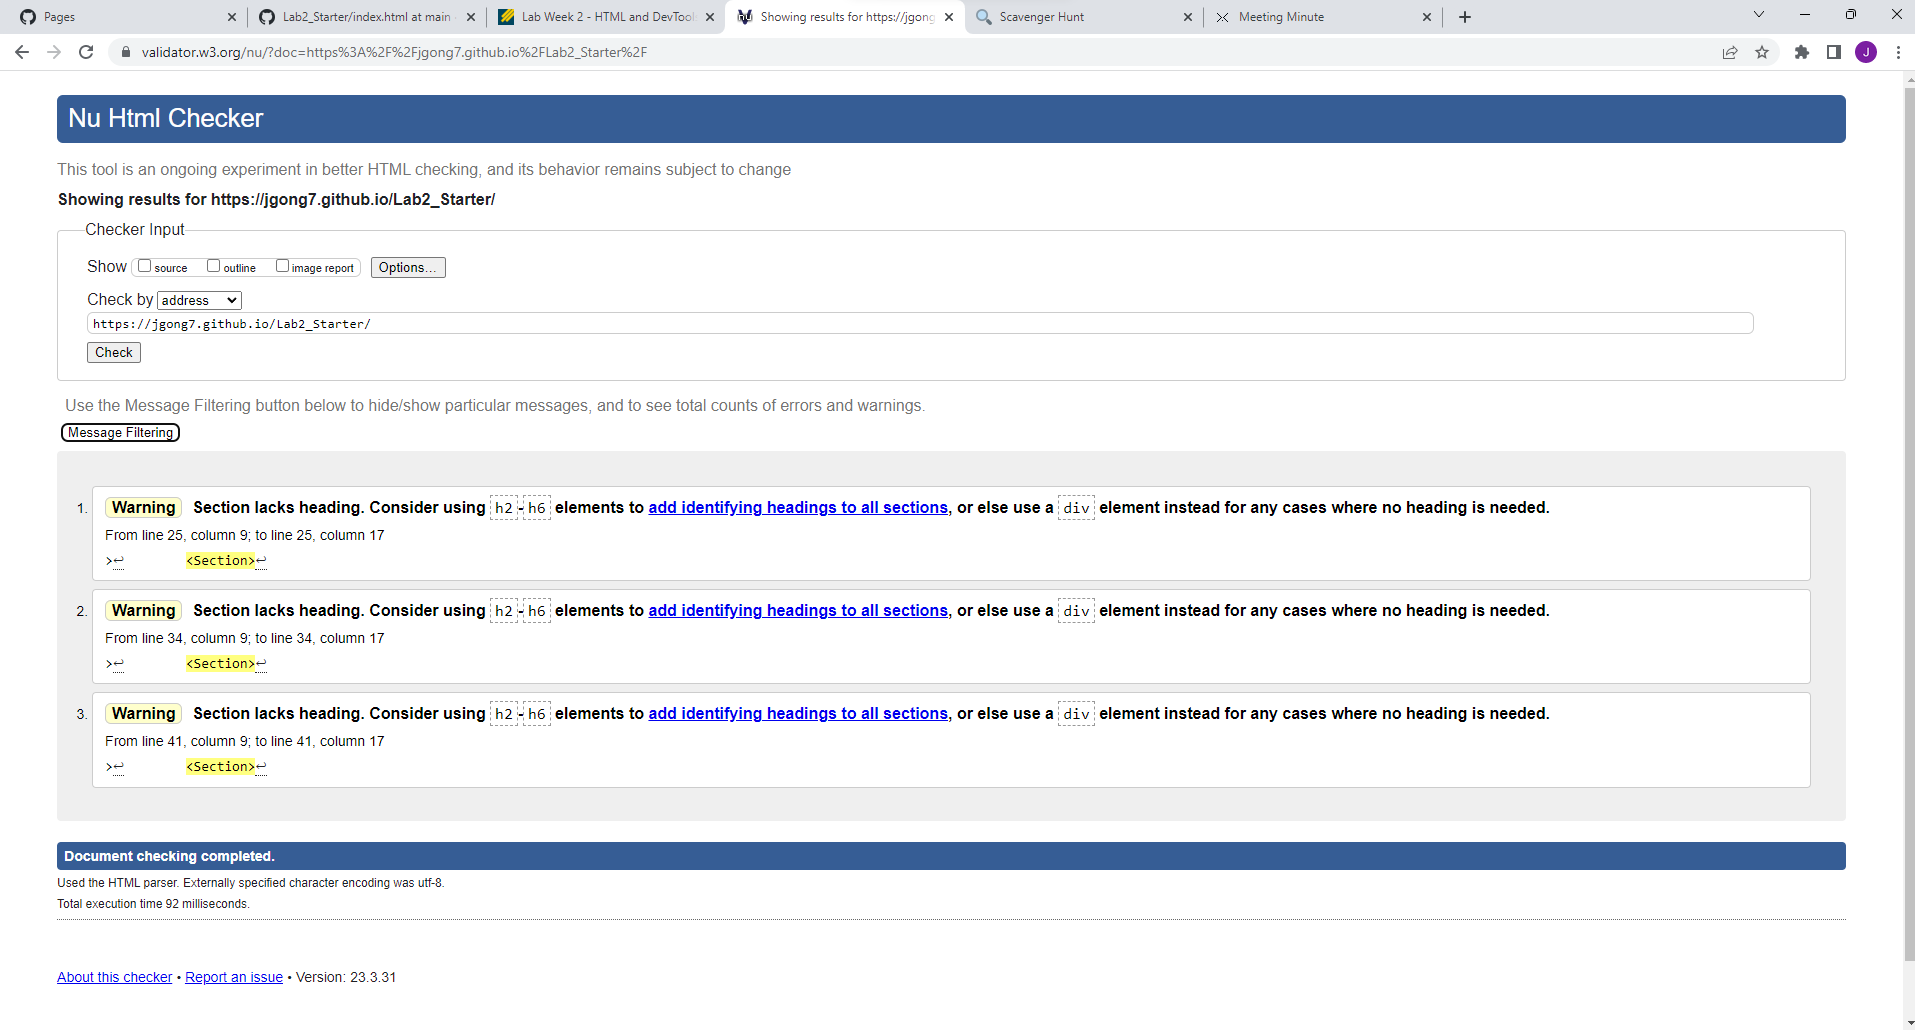 Pages
Lab2_Starter/index.html at main
Lab Week 2 - HTML and DevTool
Showing results for https://jgong
Scavenger Hunt
Meeting Minute
validator.w3.org/nu/?doc=https%3A%2F%2Fjgong7.github.io%2FLab2_Starter%2F
J
Nu Html Checker
This tool is an ongoing experiment in better HTML checking, and its behavior remains subject to change
Showing results for https://jgong7.github.io/Lab2_Starter/
Checker Input
Show source outline image report Options...
Check by address
https://jgong7.github.io/Lab2_Starter/
Check
Use the Message Filtering button below to hide/show particular messages, and to see total counts of errors and warnings.
Message Filtering
1. Warning Section lacks heading. Consider using h2-h6 elements to add identifying headings to all sections, or else use a div element instead for any cases where no heading is needed.
From line 25, column 9; to line 25, column 17
>↩ <Section>↩
2. Warning Section lacks heading. Consider using h2-h6 elements to add identifying headings to all sections, or else use a div element instead for any cases where no heading is needed.
From line 34, column 9; to line 34, column 17
>↩ <Section>↩
3. Warning Section lacks heading. Consider using h2-h6 elements to add identifying headings to all sections, or else use a div element instead for any cases where no heading is needed.
From line 41, column 9; to line 41, column 17
>↩ <Section>↩
Document checking completed.
Used the HTML parser. Externally specified character encoding was utf-8.
Total execution time 92 milliseconds.
About this checker • Report an issue • Version: 23.3.31